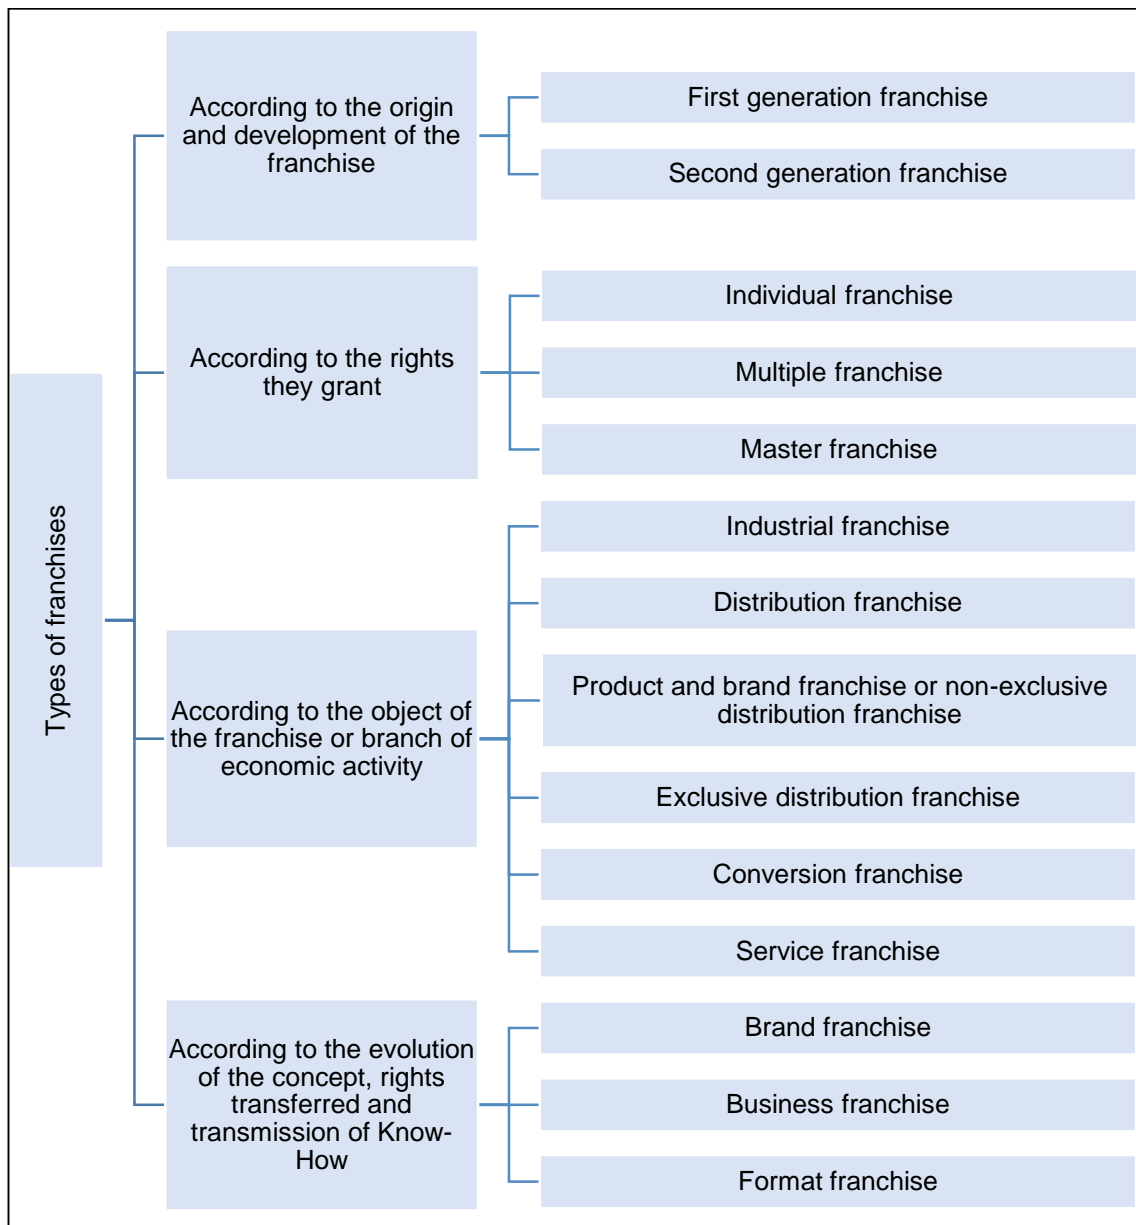 Types of franchises
According to the origin
and development of the
franchise
First generation franchise
Second generation franchise
According to the rights
they grant
Individual franchise
Multiple franchise
Master franchise
According to the object of
the franchise or branch of
economic activity
Industrial franchise
Distribution franchise
Product and brand franchise or non-exclusive
distribution franchise
Exclusive distribution franchise
Conversion franchise
Service franchise
According to the evolution
of the concept, rights
transferred and
transmission of Know-
How
Brand franchise
Business franchise
Format franchise